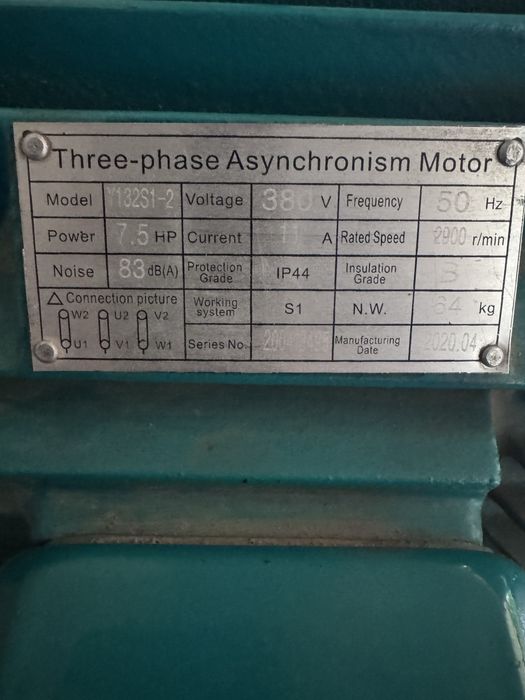 Three-phase Asynchronism Motor
Model Y132S1-2 Voltage 380 V Frequency 50 Hz
Power 7.5 HP Current 11 A Rated Speed 2900 r/min
Noise 83 dB(A) Protection Grade IP44 Insulation Grade
△ Connection picture Working system S1 N.W. 64 kg
W2 U2 V2
U1 V1 W1 Series No. Manufacturing Date 2020.04